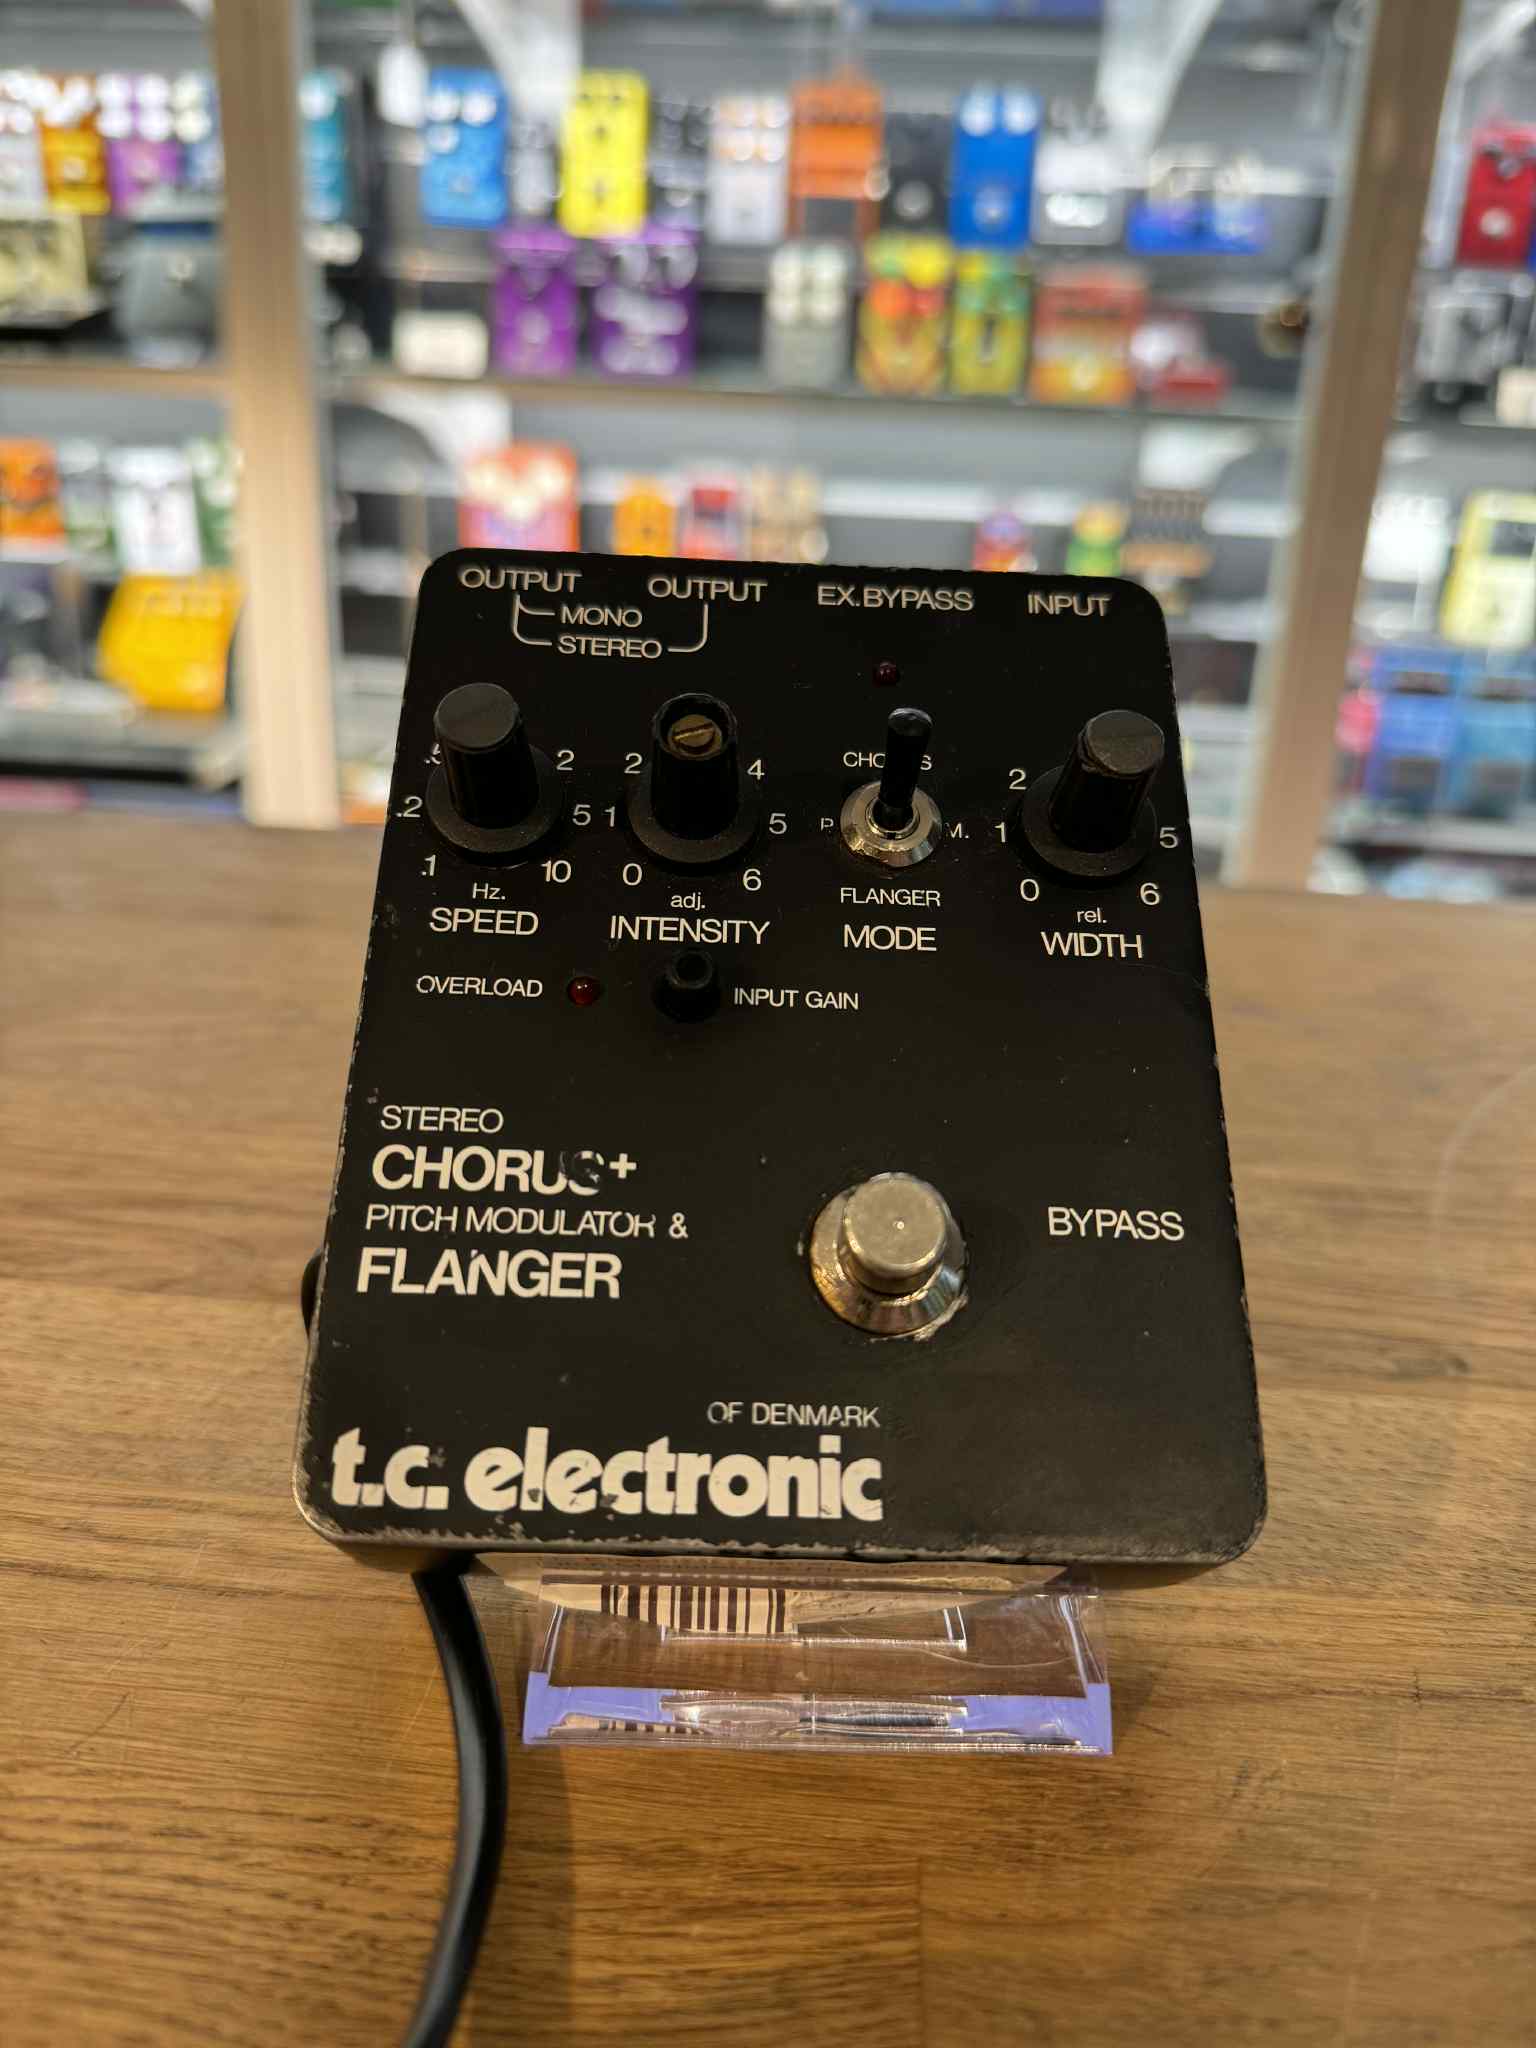 OUTPUT OUTPUT EX.BYPASS INPUT
MONO
STEREO
.5 2 2 4 CHORUS 2
.2 5 1 5 P. M. 1 5
.1 10 0 6 FLANGER 0 6
Hz. adj. rel.
SPEED INTENSITY MODE WIDTH
OVERLOAD INPUT GAIN
STEREO
CHORUS+
PITCH MODULATOR &
FLANGER
BYPASS
OF DENMARK
t.c. electronic